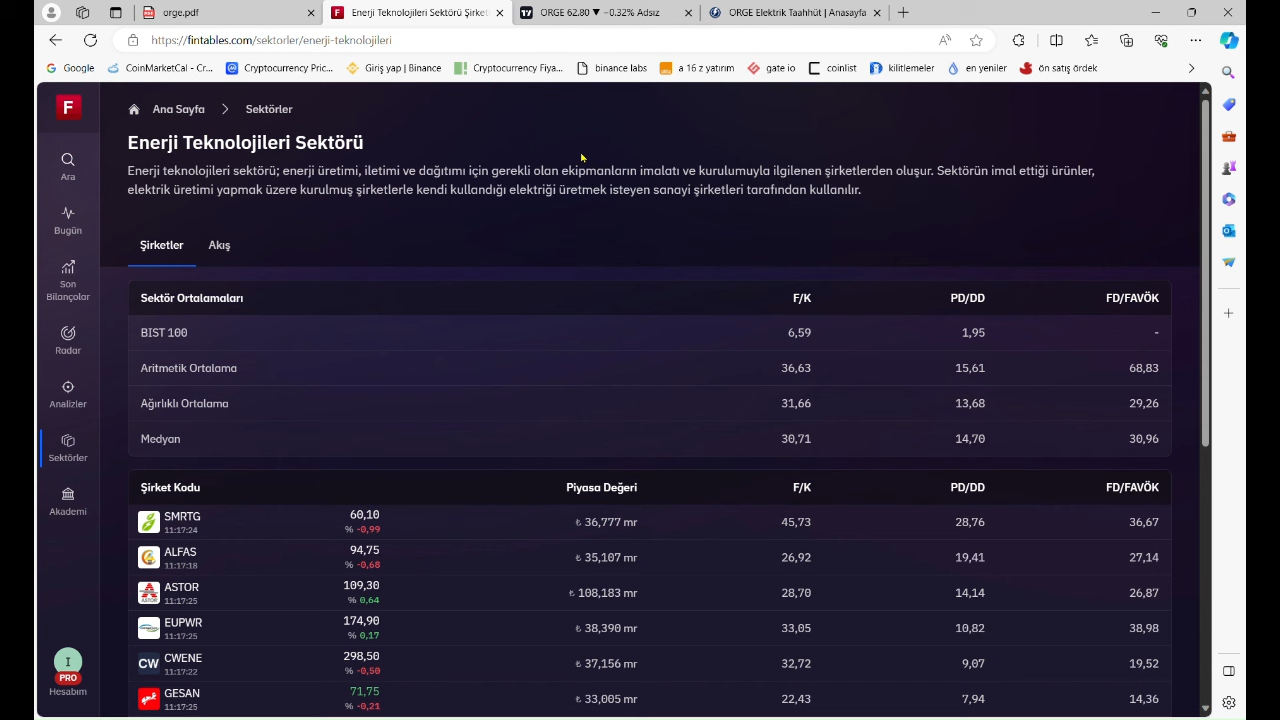 orge.pdf
Enerji Teknolojileri Sektörü Şirket
ORGE 62.80 ▼ −0.32% Adsız
ORGE Elektrik Taahhüt | Anasayfa
https://fintables.com/sektorler/enerji-teknolojileri
Google
CoinMarketCal - Cr...
Cryptocurrency Pric...
Giriş yap | Binance
Cryptocurrency Fiya...
binance labs
a 16 z yatırım
gate io
coinlist
kilitlemeler
en yeniler
ön satış ördek
F
Ana Sayfa > Sektörler
Enerji Teknolojileri Sektörü
Enerji teknolojileri sektörü; enerji üretimi, iletimi ve dağıtımı için gerekli olan ekipmanların imalatı ve kurulumuyla ilgilenen şirketlerden oluşur. Sektörün imal ettiği ürünler,
elektrik üretimi yapmak üzere kurulmuş şirketlerle kendi kullandığı elektriği üretmek isteyen sanayi şirketleri tarafından kullanılır.
Ara
Bugün
Son
Bilançolar
Radar
Analizler
Sektörler
Akademi
I
PRO
Hesabım
Şirketler Akış
Sektör Ortalamaları F/K PD/DD FD/FAVÖK
BIST 100 6,59 1,95 -
Aritmetik Ortalama 36,63 15,61 68,83
Ağırlıklı Ortalama 31,66 13,68 29,26
Medyan 30,71 14,70 30,96
Şirket Kodu Piyasa Değeri F/K PD/DD FD/FAVÖK
SMRTG 60,10 ₺ 36,777 mr 45,73 28,76 36,67
11:17:24 % -0,99
ALFAS 94,75 ₺ 35,107 mr 26,92 19,41 27,14
11:17:18 % -0,68
ASTOR 109,30 ₺ 108,183 mr 28,70 14,14 26,87
11:17:25 % 0,64
EUPWR 174,90 ₺ 38,390 mr 33,05 10,82 38,98
11:17:25 % 0,17
CW CWENE 298,50 ₺ 37,156 mr 32,72 9,07 19,52
11:17:22 % -0,50
GESAN 71,75 ₺ 33,005 mr 22,43 7,94 14,36
11:17:25 % -0,21